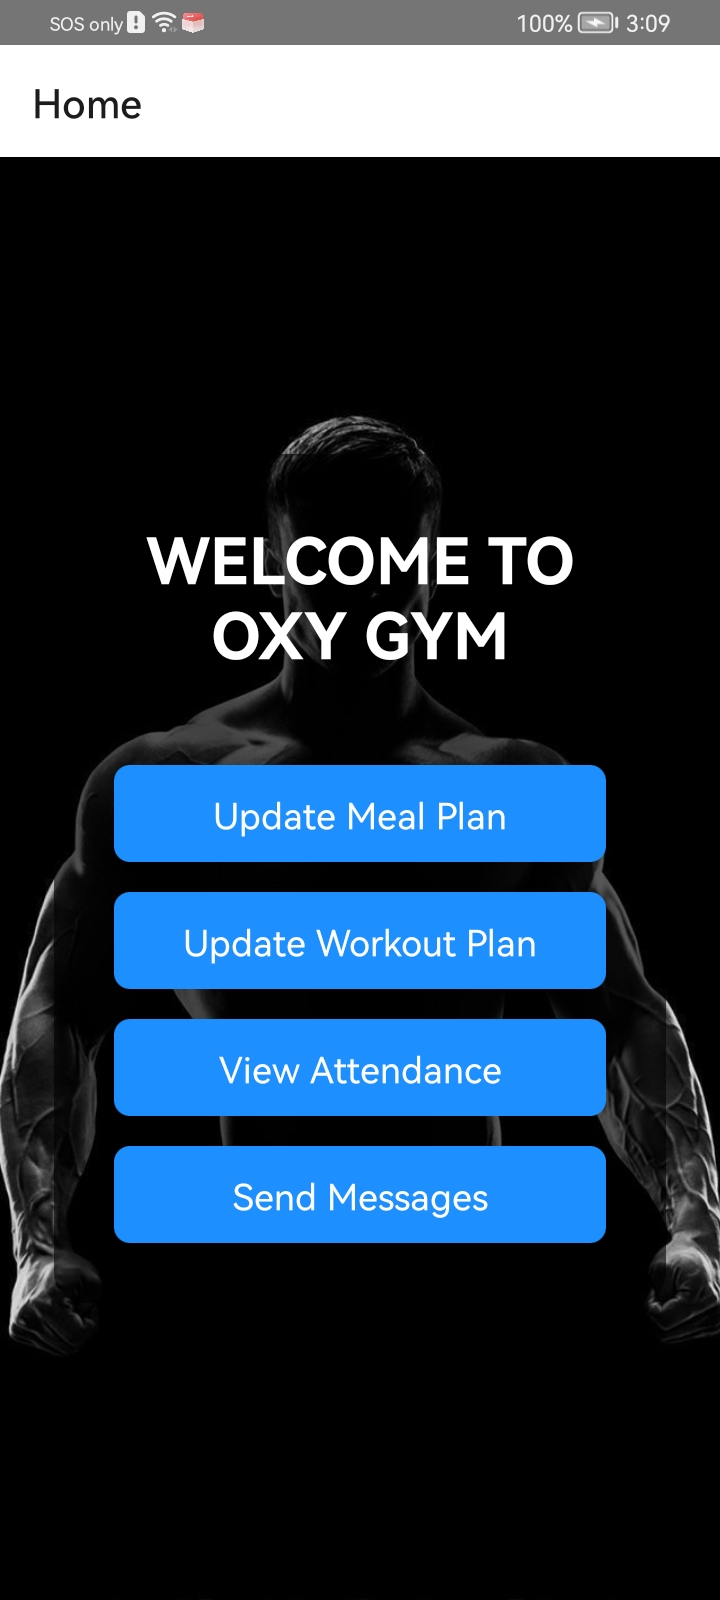 SOS only
100% 3:09
Home
WELCOME TO
OXY GYM
Update Meal Plan
Update Workout Plan
View Attendance
Send Messages